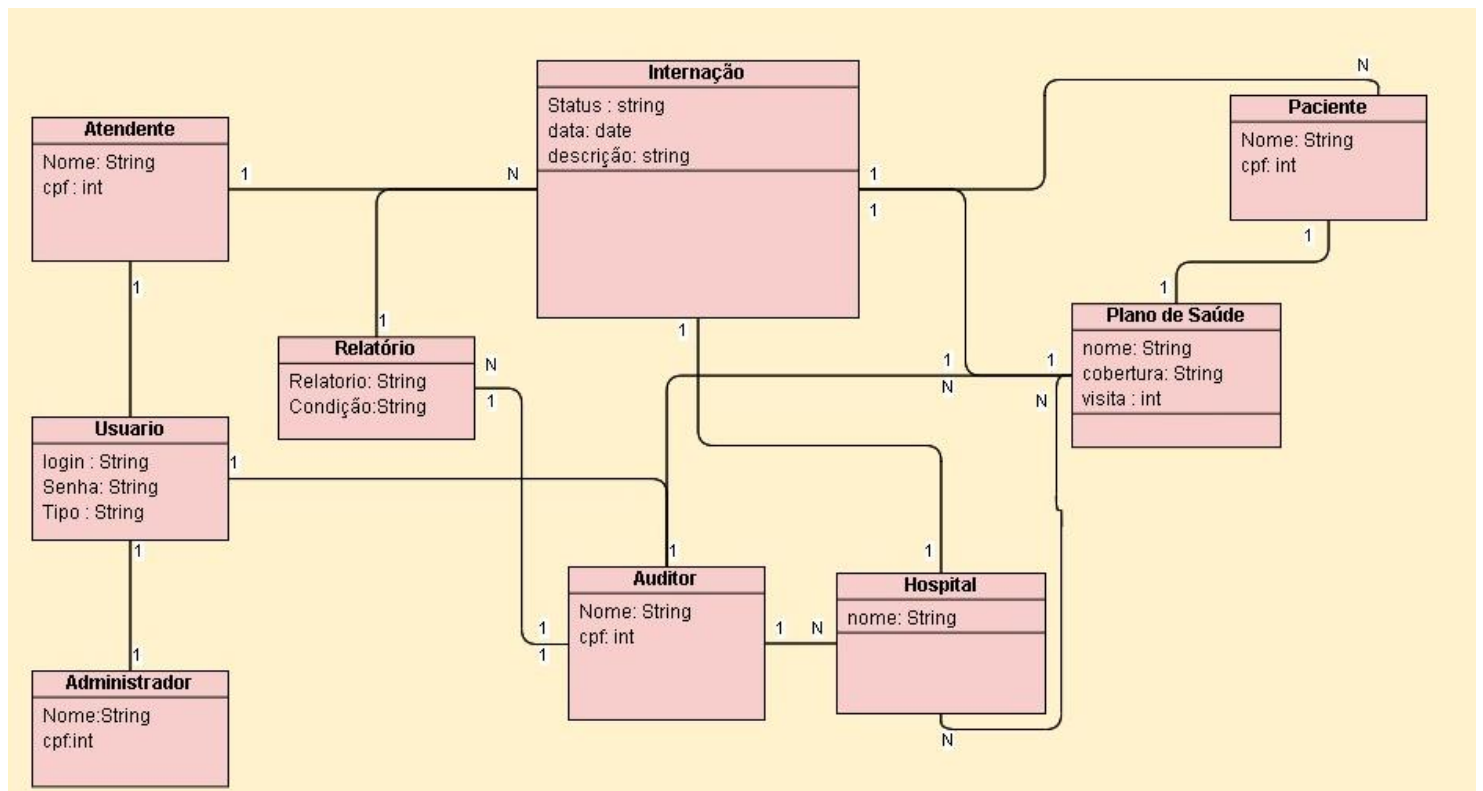 Internação
Status : string
data: date
descrição: string
N
Paciente
Nome: String
cpf: int
Atendente
Nome: String
cpf : int
1
N
1
1
1
1
1
Plano de Saúde
nome: String
cobertura: String
visita : int
1
Relatório
Relatorio: String
Condição:String
1
N
1
1
N
1
N
Usuario
login : String
Senha: String
Tipo : String
1
1
1
1
Auditor
Nome: String
cpf: int
1
Hospital
nome: String
1
1
1
N
N
1
Administrador
Nome:String
cpf:int